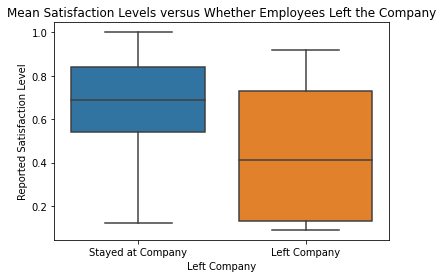 Mean Satisfaction Levels versus Whether Employees Left the Company
Reported Satisfaction Level
1.0
0.8
0.6
0.4
0.2
Stayed at Company
Left Company
Left Company